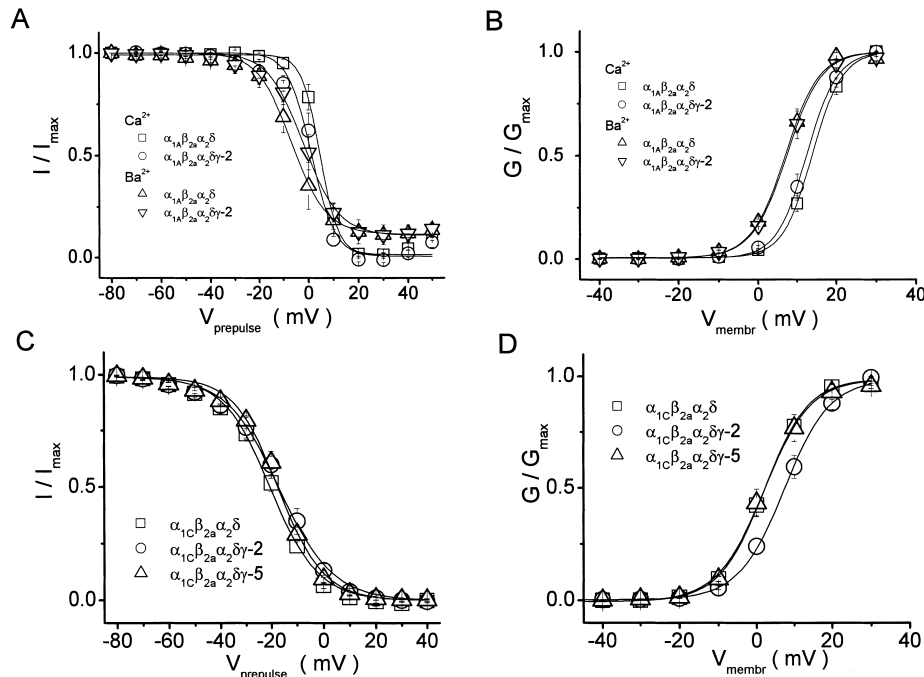 A
I / I_max
1.0
0.5
0.0
Ca²⁺
α₁Aβ₂aα₂δ
α₁Aβ₂aα₂δγ-2
Ba²⁺
α₁Aβ₂aα₂δ
α₁Aβ₂aα₂δγ-2
-80 -60 -40 -20 0 20 40
V_prepulse ( mV )
B
G / G_max
1.0
0.5
0.0
Ca²⁺
α₁Aβ₂aα₂δ
α₁Aβ₂aα₂δγ-2
Ba²⁺
α₁Aβ₂aα₂δ
α₁Aβ₂aα₂δγ-2
-40 -20 0 20 40
V_membr ( mV )
C
I / I_max
1.0
0.5
0.0
α₁Cβ₂aα₂δ
α₁Cβ₂aα₂δγ-2
α₁Cβ₂aα₂δγ-5
-80 -60 -40 -20 0 20 40
V_prepulse ( mV )
D
G / G_max
1.0
0.5
0.0
α₁Cβ₂aα₂δ
α₁Cβ₂aα₂δγ-2
α₁Cβ₂aα₂δγ-5
-40 -20 0 20 40
V_membr ( mV )